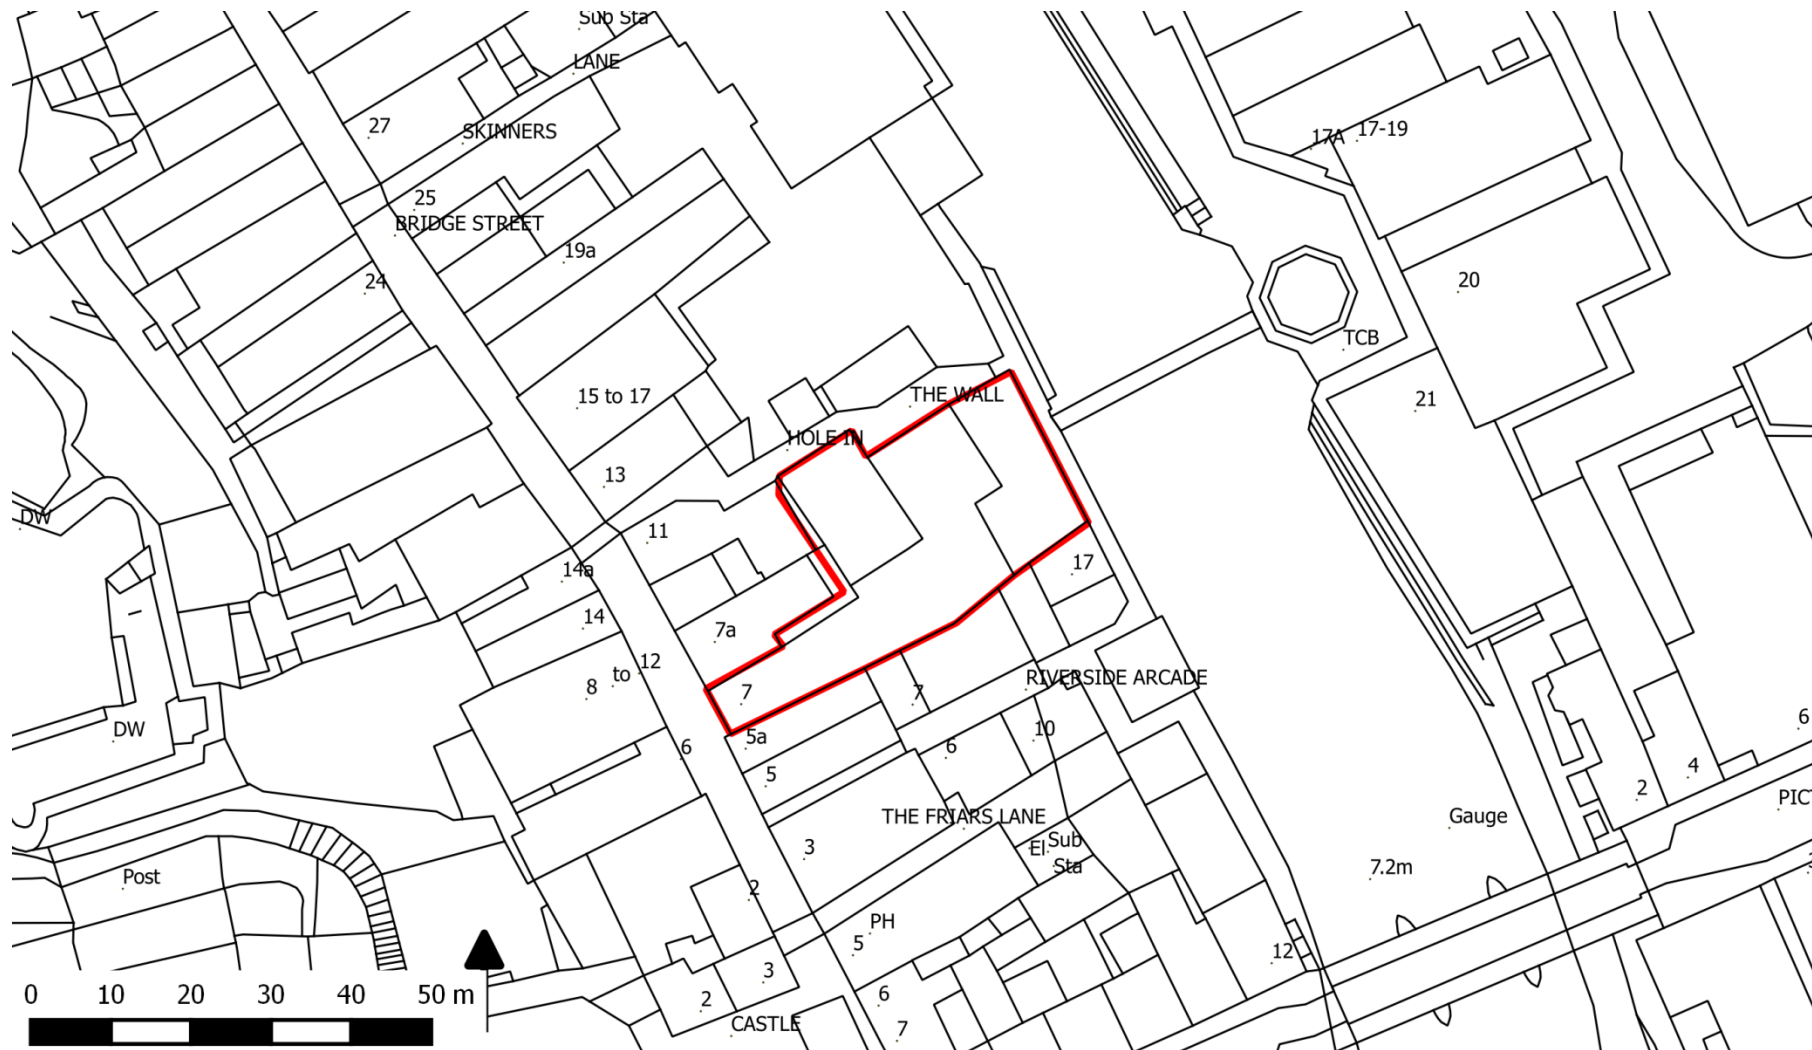 Sub Sta
LANE
27
SKINNERS
17A
17-19
25
BRIDGE STREET
19a
24
20
TCB
15 to 17
THE WALL
21
HOLE IN
13
DW
11
14a
17
14
7a
8 to 12
7
7
RIVERSIDE ARCADE
DW
5a
6
6
10
6
5
4
2
PIC
THE FRIARS LANE
Gauge
3
El Sub
Sta
7.2m
Post
2
PH
5
12
3
2
6
CASTLE
7
0 10 20 30 40 50 m